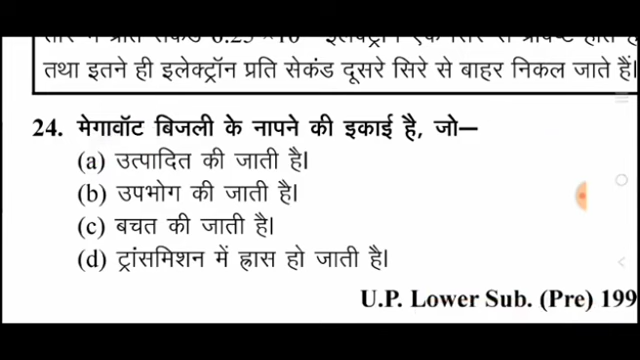 तथा इतने ही इलेक्ट्रॉन प्रति सेकंड दूसरे सिरे से बाहर निकल जाते हैं।
24. मेगावॉट बिजली के नापने की इकाई है, जो—
(a) उत्पादित की जाती है।
(b) उपभोग की जाती है।
(c) बचत की जाती है।
(d) ट्रांसमिशन में ह्रास हो जाती है।
U.P. Lower Sub. (Pre) 199